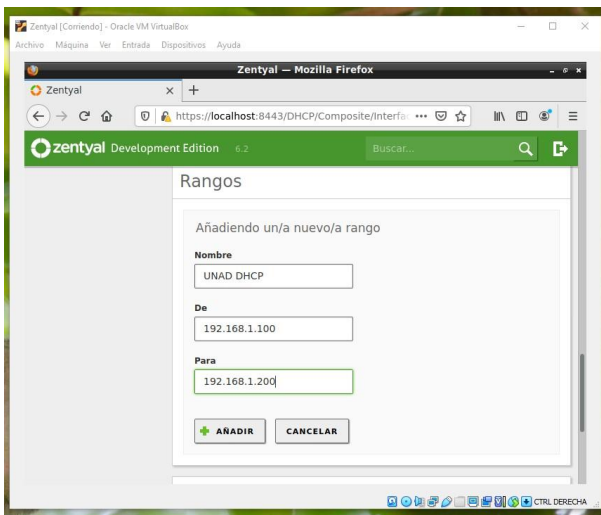 Zentyal [Corriendo] - Oracle VM VirtualBox
Archivo Máquina Ver Entrada Dispositivos Ayuda
Zentyal — Mozilla Firefox
Zentyal
https://localhost:8443/DHCP/Composite/Interfa
zentyal Development Edition 6.2 Buscar...
Rangos
Añadiendo un/a nuevo/a rango
Nombre
UNAD DHCP
De
192.168.1.100
Para
192.168.1.200
AÑADIR CANCELAR
CTRL DERECHA